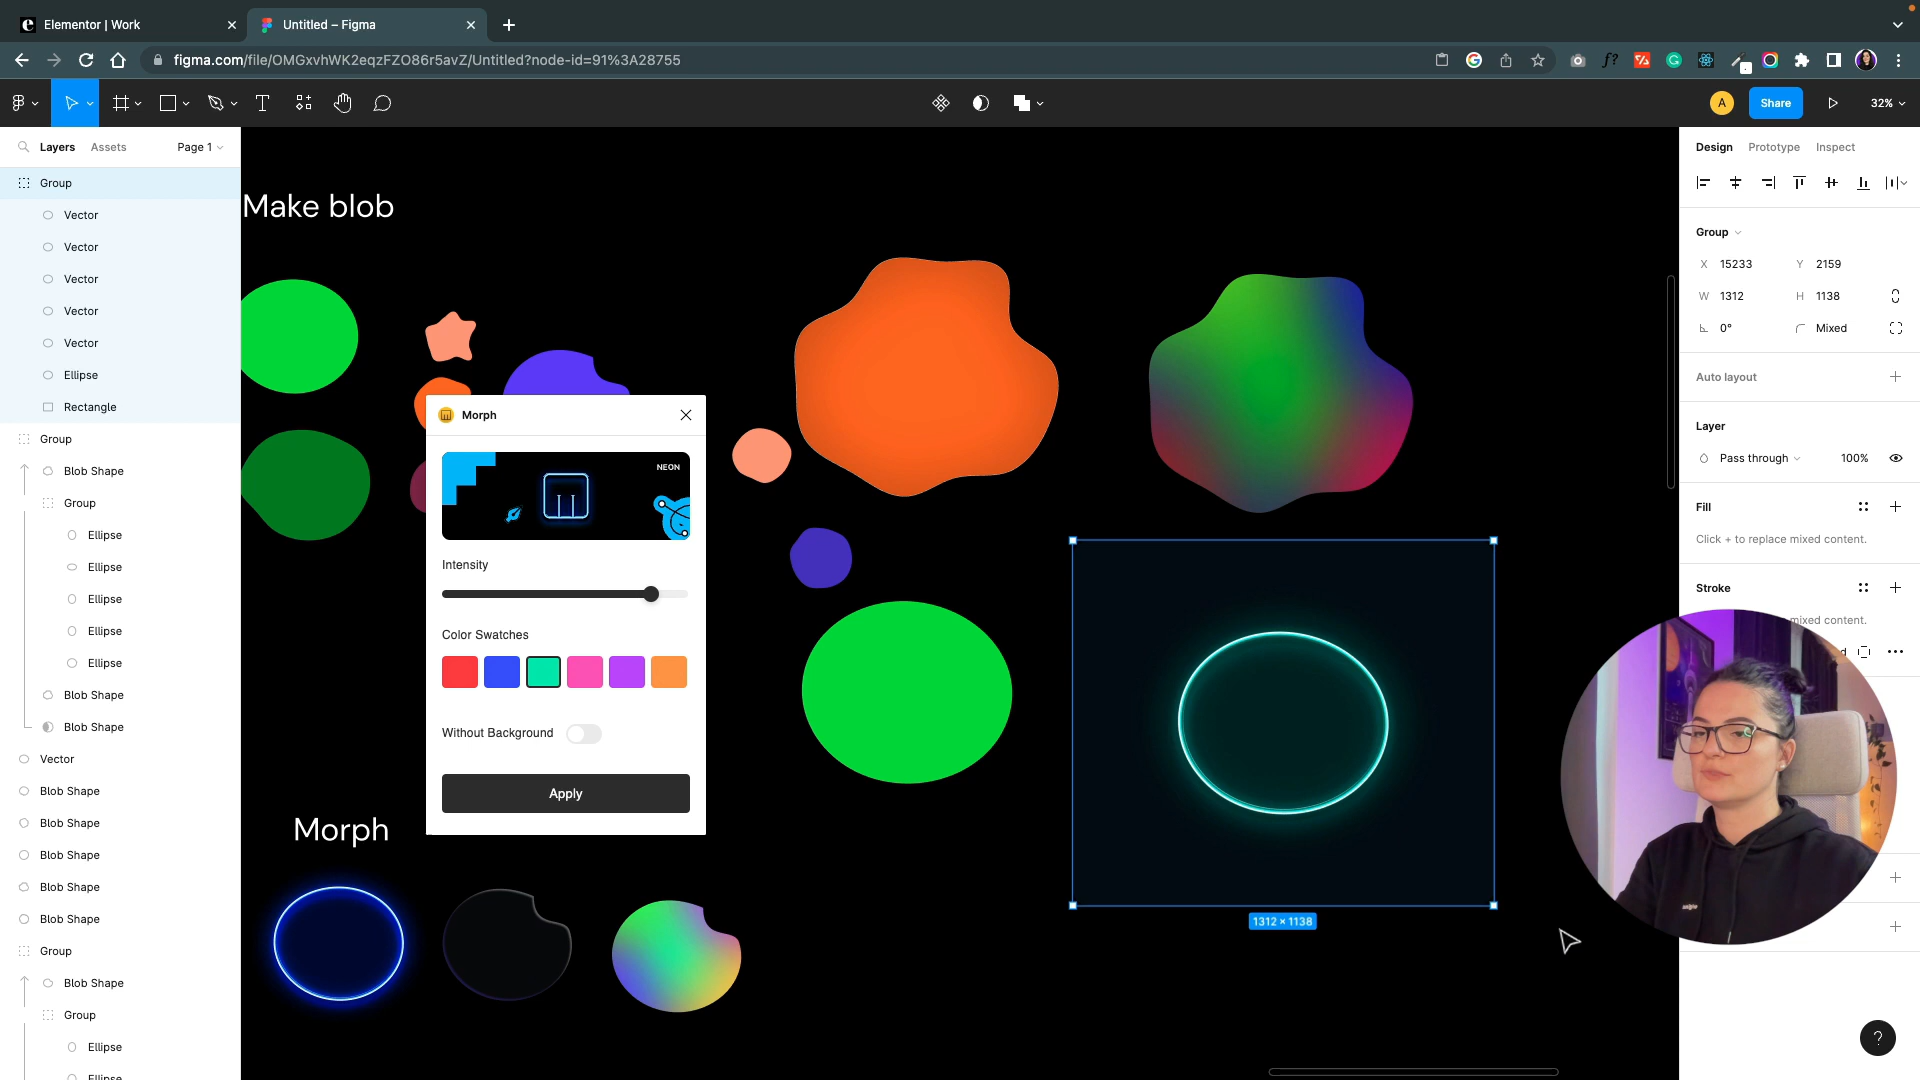 Elementor | Work
Untitled – Figma
figma.com/file/OMGxvhWK2eqzFZO86r5avZ/Untitled?node-id=91%3A28755
A
Share
32%
Layers
Assets
Page 1
Group
Vector
Vector
Vector
Vector
Vector
Ellipse
Rectangle
Group
Blob Shape
Group
Ellipse
Ellipse
Ellipse
Ellipse
Ellipse
Blob Shape
Blob Shape
Vector
Blob Shape
Blob Shape
Blob Shape
Blob Shape
Blob Shape
Group
Blob Shape
Group
Ellipse
Ellipse
Make blob
Morph
NEON
Intensity
Color Swatches
Without Background
Apply
Morph
1312 × 1138
Design
Prototype
Inspect
Group
X 15233
Y 2159
W 1312
H 1138
0°
Mixed
Auto layout
Layer
Pass through
100%
Fill
Click + to replace mixed content.
Stroke
mixed content.
?